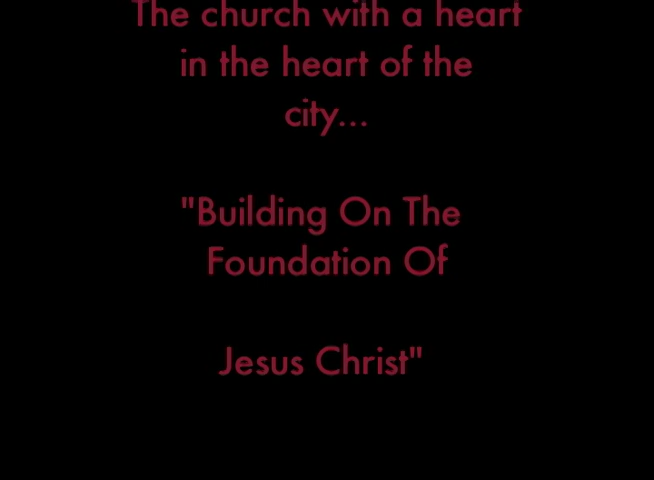 The church with a heart
in the heart of the
city...
"Building On The
Foundation Of
Jesus Christ"